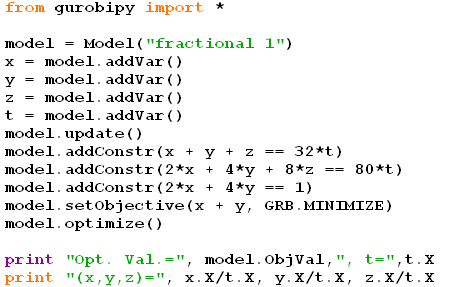 from gurobipy import *
model = Model("fractional 1")
x = model.addVar()
y = model.addVar()
z = model.addVar()
t = model.addVar()
model.update()
model.addConstr(x + y + z == 32*t)
model.addConstr(2*x + 4*y + 8*z == 80*t)
model.addConstr(2*x + 4*y == 1)
model.setObjective(x + y, GRB.MINIMIZE)
model.optimize()
print "Opt. Val.=", model.ObjVal,", t=",t.X
print "(x,y,z)=", x.X/t.X, y.X/t.X, z.X/t.X